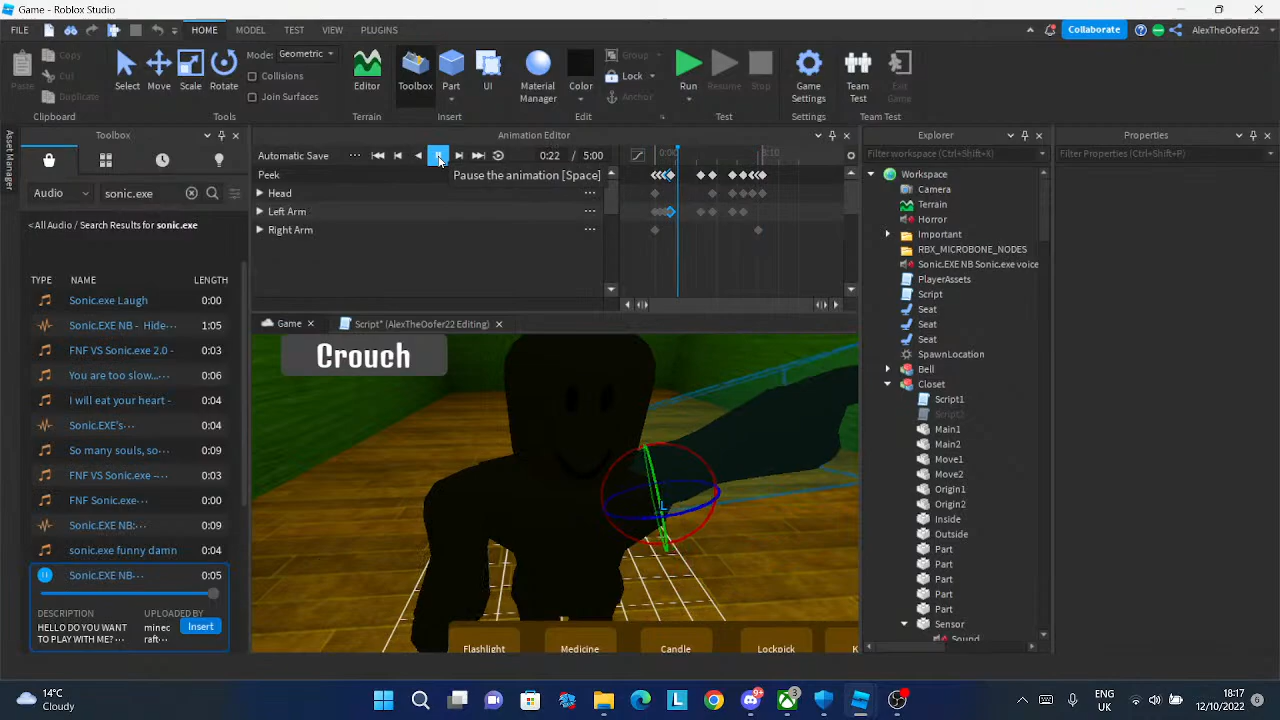 Game - Roblox Studio
FILE HOME MODEL TEST VIEW PLUGINS Collaborate AlexTheOofer22
Paste Copy Cut Duplicate Select Move Scale Rotate Mode: Geometric Collisions Join Surfaces Editor Toolbox Part UI Material Manager Color Group Lock Anchor Run Resume Stop Game Settings Team Test Exit Game
Clipboard Tools Terrain Insert Edit Test Settings Team Test
Asset Manager
Toolbox
Audio sonic.exe
< All Audio / Search Results for sonic.exe
TYPE NAME LENGTH
Sonic.exe Laugh 0:00
Sonic.EXE NB - Hide··· 1:05
FNF VS Sonic.exe 2.0 - 0:03
You are too slow... 0:06
I will eat your heart - 0:04
Sonic.EXE's··· 0:04
So many souls, so··· 0:04
FNF VS Sonic.exe –··· 0:03
FNF Sonic.exe··· 0:04
Sonic.EXE NB:··· 0:09
sonic.exe funny damn 0:04
Sonic.EXE NB··· 0:05
DESCRIPTION UPLOADED BY
HELLO DO YOU WANT minec
TO PLAY WITH ME? ··· raft··· Insert
Animation Editor
Automatic Save ··· 0:22 / 5:00 0:00 5:10
Peek Pause the animation [Space]
Head ···
Left Arm ···
Right Arm ···
Game Script* (AlexTheOofer22 Editing)
Crouch
L
Flashlight Medicine Candle Lockpick K
Explorer
Filter workspace (Ctrl+Shift+X)
Workspace
Camera
Terrain
Horror
Important
RBX_MICROBONE_NODES
Sonic.EXE NB Sonic.exe voice
PlayerAssets
Script
Seat
Seat
Seat
SpawnLocation
Bell
Closet
Script1
Script2
Main1
Main2
Move1
Move2
Origin1
Origin2
Inside
Outside
Part
Part
Part
Part
Part
Sensor
Sound
Properties
Filter Properties (Ctrl+Shift+P)
14°C
Cloudy
L 9+ 3
ENG
UK
18:17
12/10/2022
6